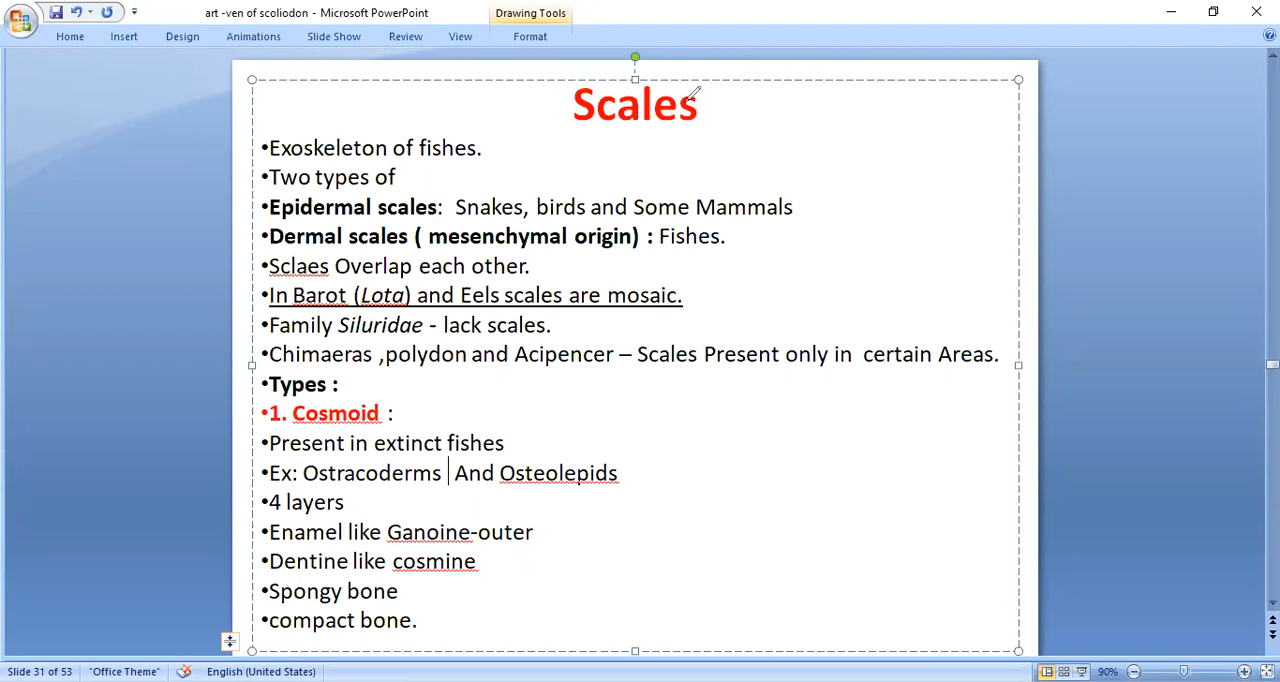 art -ven of scoliodon - Microsoft PowerPoint
Drawing Tools
Home Insert Design Animations Slide Show Review View Format
Scales
•Exoskeleton of fishes.
•Two types of
•Epidermal scales:  Snakes, birds and Some Mammals
•Dermal scales ( mesenchymal origin) : Fishes.
•Sclaes Overlap each other.
•In Barot (Lota) and Eels scales are mosaic.
•Family Siluridae - lack scales.
•Chimaeras ,polydon and Acipencer – Scales Present only in  certain Areas.
•Types :
•1. Cosmoid :
•Present in extinct fishes
•Ex: Ostracoderms  And Osteolepids
•4 layers
•Enamel like Ganoine-outer
•Dentine like cosmine
•Spongy bone
•compact bone.
Slide 31 of 53 "Office Theme" English (United States) 90%